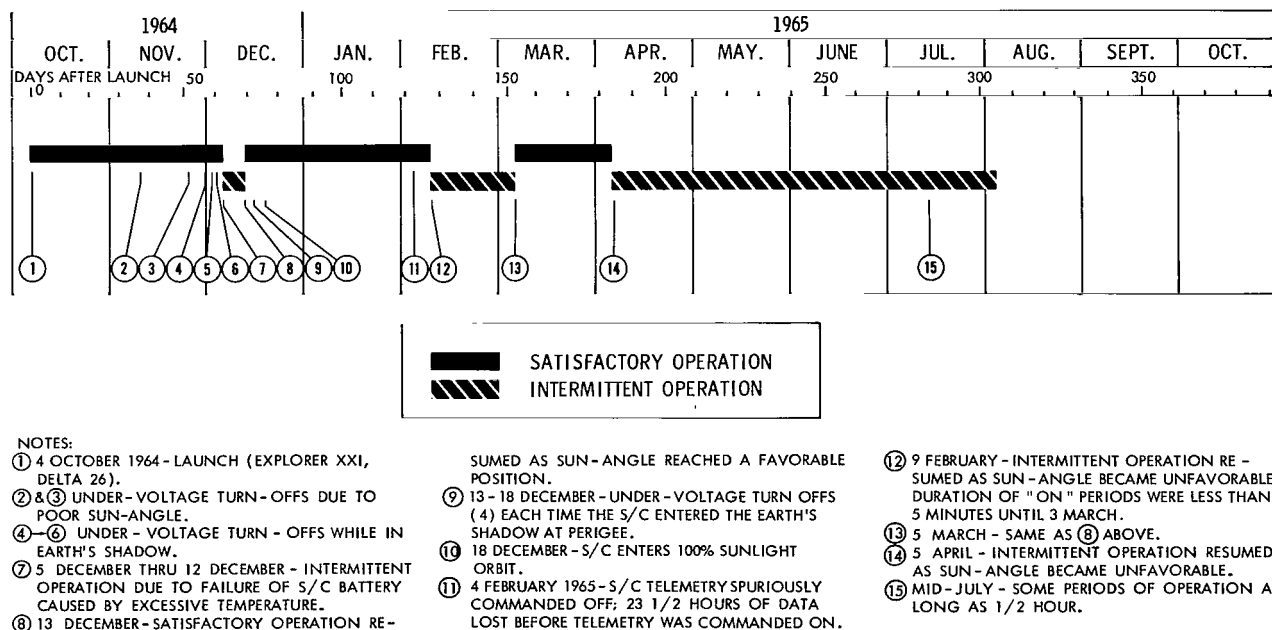 1964
1965
OCT. NOV. DEC. JAN. FEB. MAR. APR. MAY. JUNE JUL. AUG. SEPT. OCT.
DAYS AFTER LAUNCH
0 50 100 150 200 250 300 350
1 2 3 4 5 6 7 8 9 10 11 12 13 14 15
SATISFACTORY OPERATION
INTERMITTENT OPERATION
NOTES:
① 4 OCTOBER 1964-LAUNCH (EXPLORER XXI,
DELTA 26).
②&③ UNDER-VOLTAGE TURN-OFFS DUE TO
POOR SUN-ANGLE.
④—⑥ UNDER-VOLTAGE TURN-OFFS WHILE IN
EARTH'S SHADOW.
⑦ 5 DECEMBER THRU 12 DECEMBER-INTERMITTENT
OPERATION DUE TO FAILURE OF S/C BATTERY
CAUSED BY EXCESSIVE TEMPERATURE.
⑧ 13 DECEMBER-SATISFACTORY OPERATION RE-
SUMED AS SUN-ANGLE REACHED A FAVORABLE
POSITION.
⑨ 13-18 DECEMBER-UNDER-VOLTAGE TURN OFFS
(4) EACH TIME THE S/C ENTERED THE EARTH'S
SHADOW AT PERIGEE.
⑩ 18 DECEMBER-S/C ENTERS 100% SUNLIGHT
ORBIT.
⑪ 4 FEBRUARY 1965-S/C TELEMETRY SPURIOUSLY
COMMANDED OFF; 23 1/2 HOURS OF DATA
LOST BEFORE TELEMETRY WAS COMMANDED ON.
⑫ 9 FEBRUARY-INTERMITTENT OPERATION RE-
SUMED AS SUN-ANGLE BECAME UNFAVORABLE
DURATION OF "ON" PERIODS WERE LESS THAN
5 MINUTES UNTIL 3 MARCH.
⑬ 5 MARCH-SAME AS ⑧ ABOVE.
⑭ 5 APRIL-INTERMITTENT OPERATION RESUMED
AS SUN-ANGLE BECAME UNFAVORABLE.
⑮ MID-JULY-SOME PERIODS OF OPERATION A
LONG AS 1/2 HOUR.